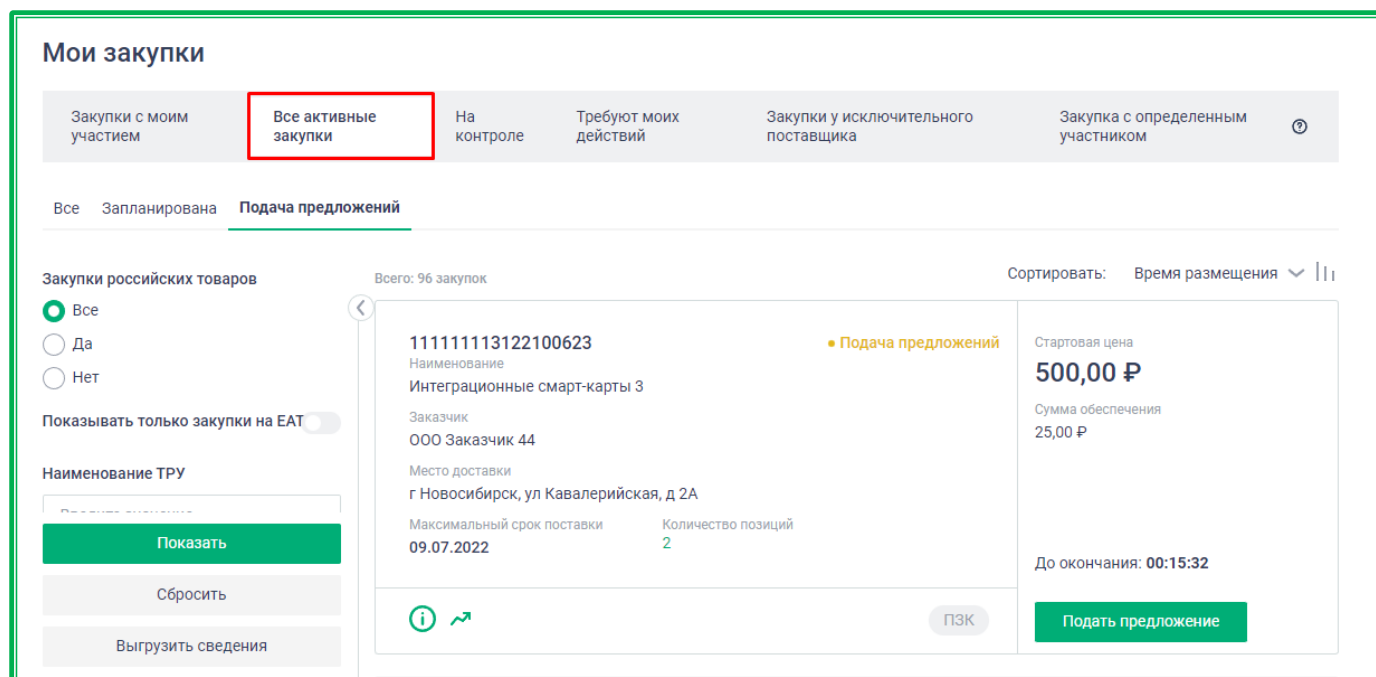 Мои закупки
Закупки с моим
участием
Все активные
закупки
На
контроле
Требуют моих
действий
Закупки у исключительного
поставщика
Закупка с определенным
участником
?
Все Запланирована Подача предложений
Закупки российских товаров
Все
Да
Нет
Показывать только закупки на ЕАТ
Наименование ТРУ
Показать
Сбросить
Выгрузить сведения
Всего: 96 закупок
Сортировать: Время размещения
111111113122100623
Подача предложений
Наименование
Интеграционные смарт-карты 3
Заказчик
ООО Заказчик 44
Место доставки
г Новосибирск, ул Кавалерийская, д 2А
Максимальный срок поставки Количество позиций
09.07.2022 2
ПЗК
Стартовая цена
500,00 ₽
Сумма обеспечения
25,00 ₽
До окончания: 00:15:32
Подать предложение